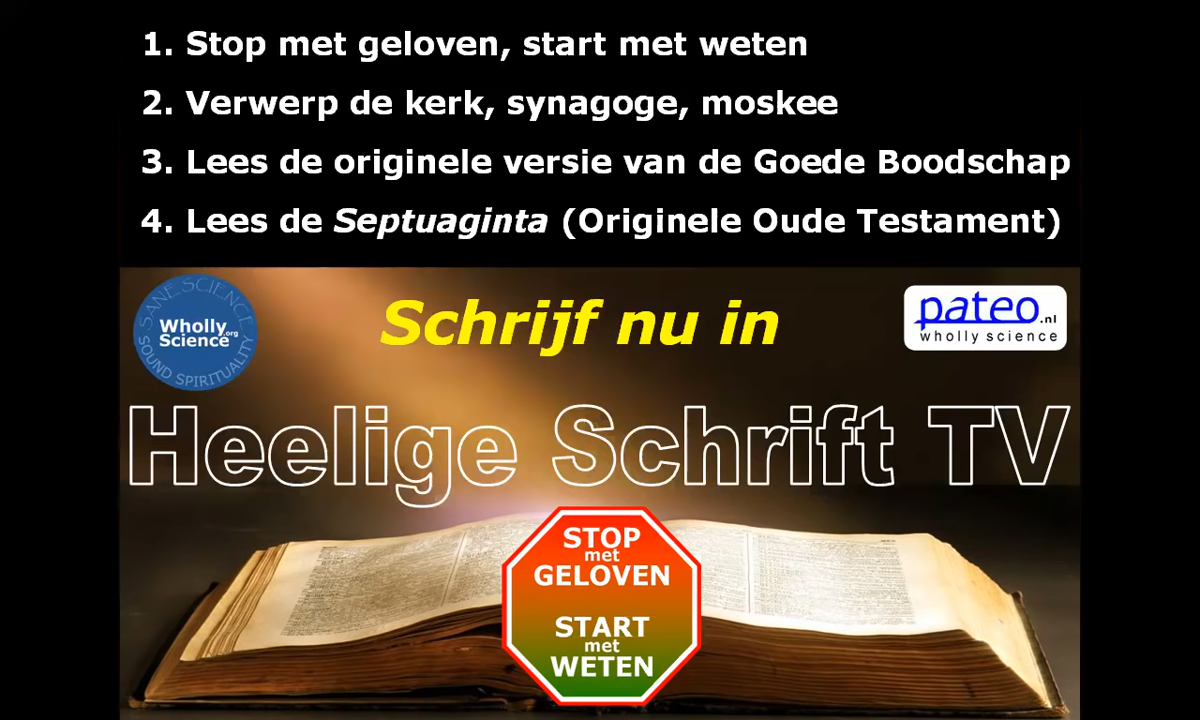 1. Stop met geloven, start met weten
2. Verwerp de kerk, synagoge, moskee
3. Lees de originele versie van de Goede Boodschap
4. Lees de Septuaginta (Originele Oude Testament)
SANE SCIENCE
Wholly
Science.org
SOUND SPIRITUALITY
Schrijf nu in
pateo.nl
wholly science
Heelige Schrift TV
STOP
met
GELOVEN
START
met
WETEN